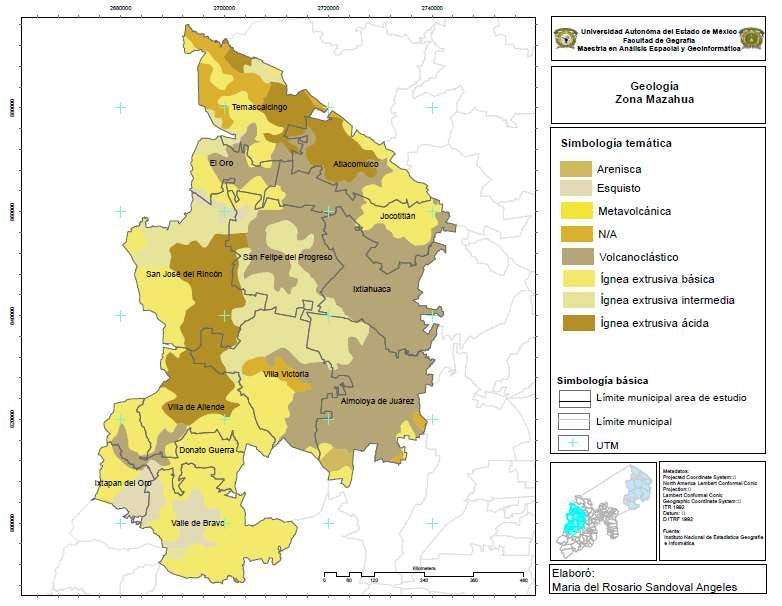 2660000 2700000 2720000 2740000
Universidad Autonóma del Estado de México
Facultad de Gegrafía
Maestría en Análisis Espacial y GeoInformática
Geología
Zona Mazahua
Simbología temática
Arenisca
Esquisto
Metavolcánica
N/A
Volcanoclástico
Ígnea extrusiva básica
Ígnea extrusiva intermedia
Ígnea extrusiva ácida
Simbología básica
Límite municipal area de estudio
Límite municipal
UTM
Temascalcingo
El Oro
Atlacomulco
Jocotitlán
San Felipe del Progreso
San José del Rincón
Ixtlahuaca
Villa Victoria
Villa de Allende
Almoloya de Juárez
Donato Guerra
Ixtapan del Oro
Valle de Bravo
Kilometers
0 60 120 240 360 480
Metadatos:
Projected Coordinate System:
North America Lambert Conformal Conic
Projection:
Lambert Conformal Conic
Geographic Coordinate System:
ITR 1992
Datum:
D ITRF 1992
Fuente:
Instituto Nacional de Estadística Geografía
e Informática
Elaboró:
María del Rosario Sandoval Angeles